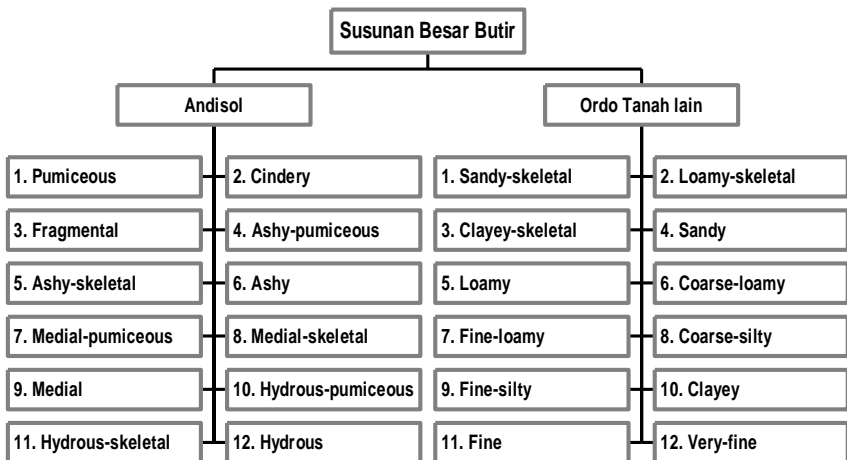 Susunan Besar Butir
Andisol
Ordo Tanah lain
1. Pumiceous
2. Cindery
3. Fragmental
4. Ashy-pumiceous
5. Ashy-skeletal
6. Ashy
7. Medial-pumiceous
8. Medial-skeletal
9. Medial
10. Hydrous-pumiceous
11. Hydrous-skeletal
12. Hydrous
1. Sandy-skeletal
2. Loamy-skeletal
3. Clayey-skeletal
4. Sandy
5. Loamy
6. Coarse-loamy
7. Fine-loamy
8. Coarse-silty
9. Fine-silty
10. Clayey
11. Fine
12. Very-fine